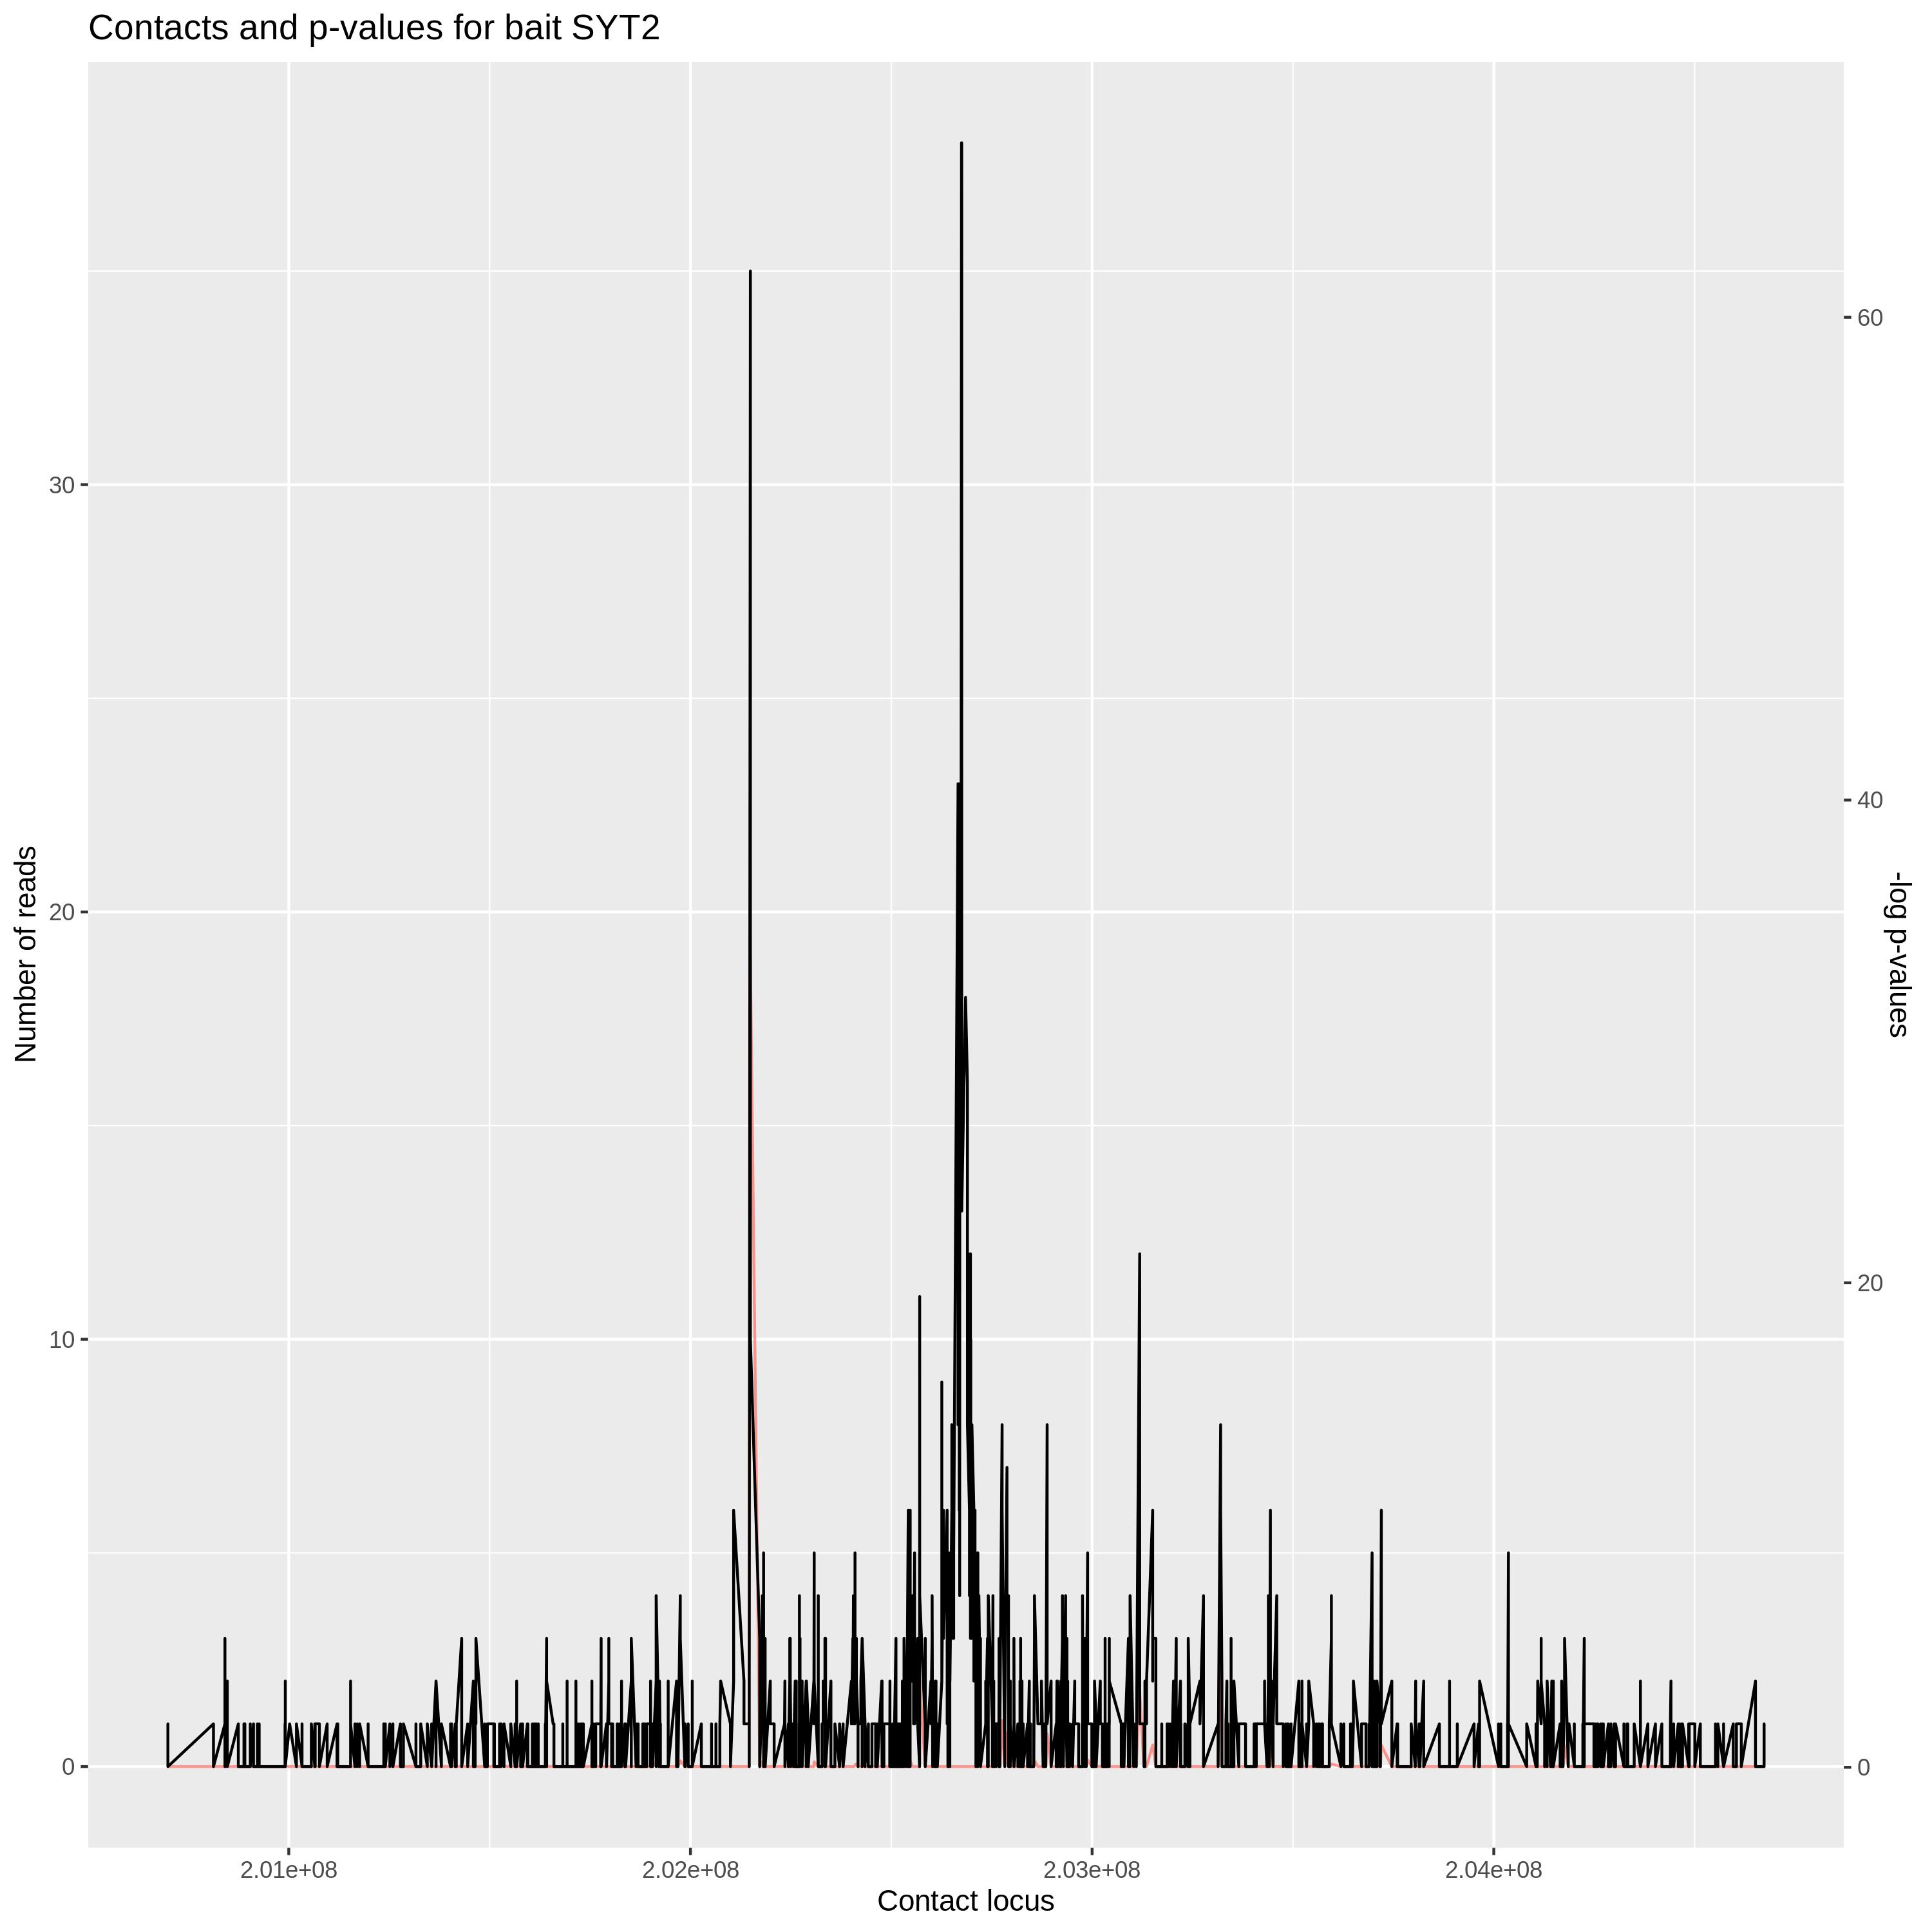 Contacts and p-values for bait SYT2
Number of reads
30
20
10
0
60
40
20
0
-log p-values
2.01e+08 2.02e+08 2.03e+08 2.04e+08
Contact locus